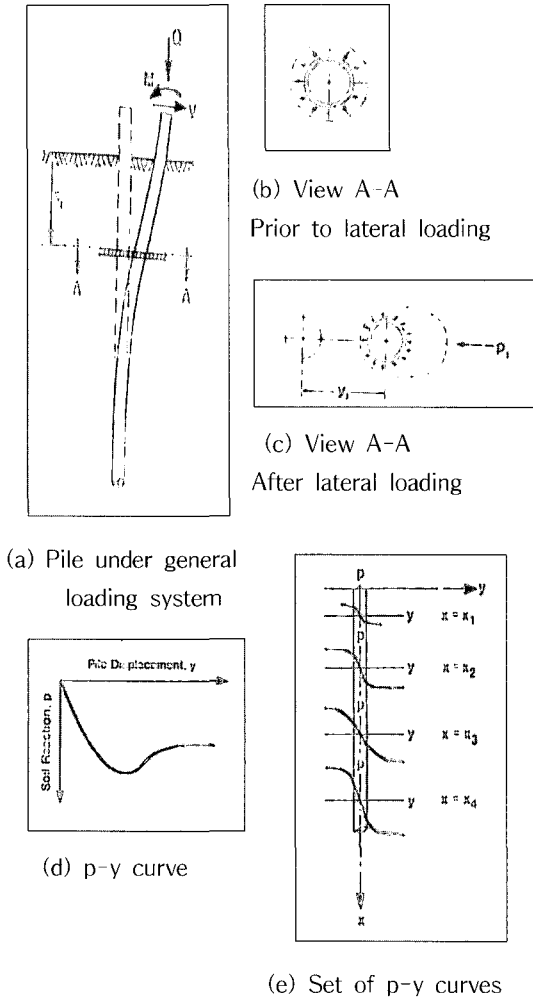 Q
M
V
A
A
(a) Pile under general
loading system
(b) View A-A
Prior to lateral loading
y₁
p₁
(c) View A-A
After lateral loading
Pile Displacement, y
Soil Reaction, p
(d) p-y curve
p
y
y
x = x₁
p
y
x = x₂
p
y
x = x₃
p
y
x = x₄
x
(e) Set of p-y curves